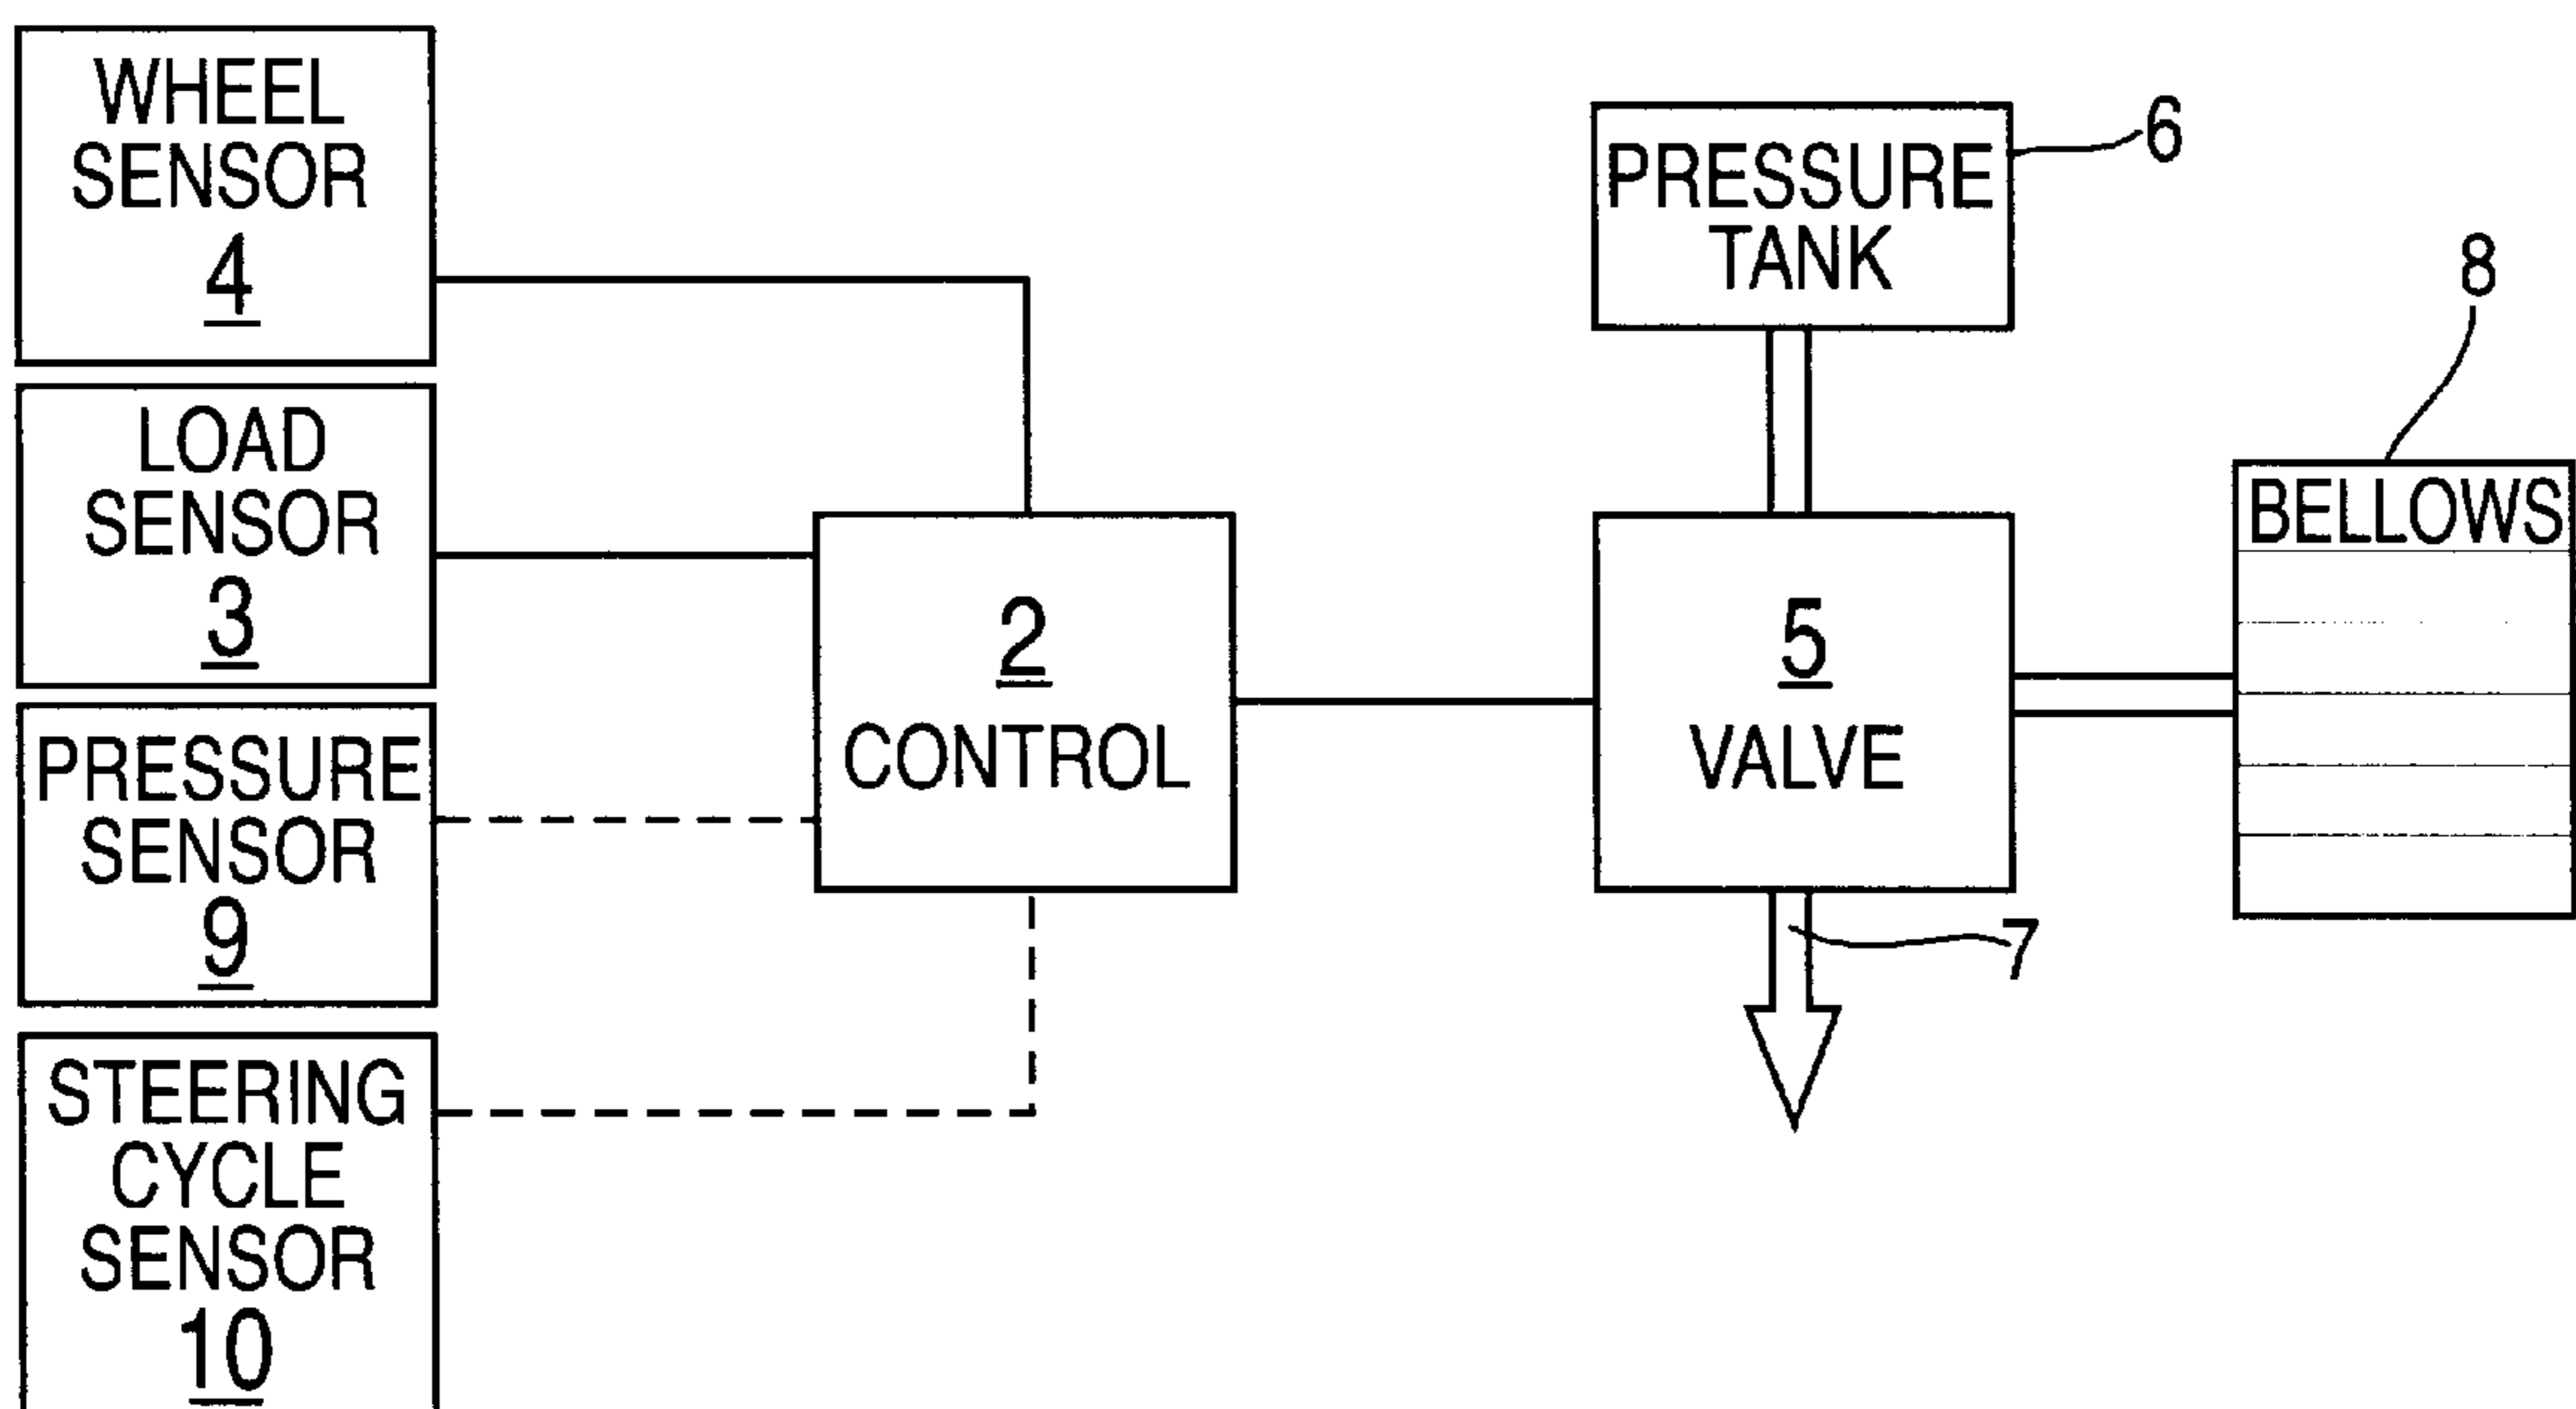 WHEEL
SENSOR
4
LOAD
SENSOR
3
PRESSURE
SENSOR
9
STEERING
CYCLE
SENSOR
10
2
CONTROL
PRESSURE
TANK
6
5
VALVE
7
8
BELLOWS